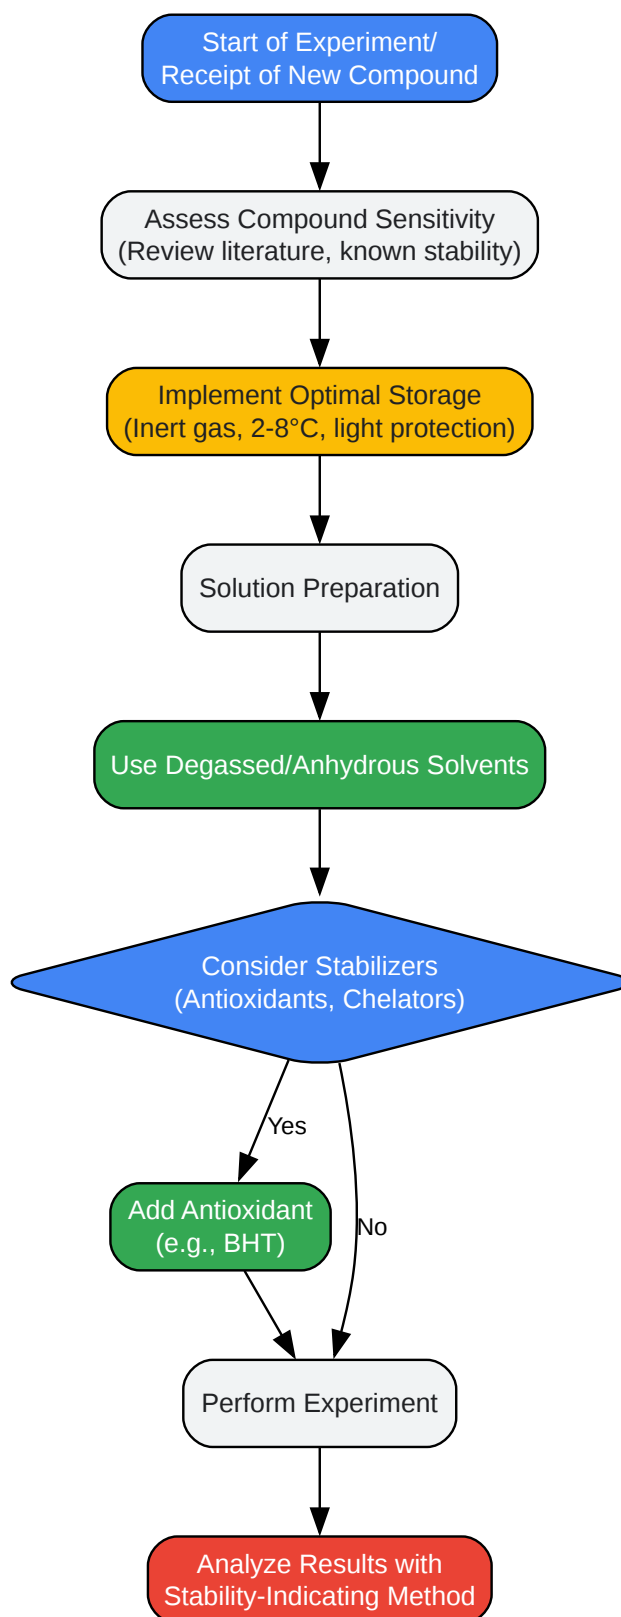 Start of Experiment/
Receipt of New Compound
Assess Compound Sensitivity
(Review literature, known stability)
Implement Optimal Storage
(Inert gas, 2-8°C, light protection)
Solution Preparation
Use Degassed/Anhydrous Solvents
Consider Stabilizers
(Antioxidants, Chelators)
Yes
Add Antioxidant
(e.g., BHT)
No
Perform Experiment
Analyze Results with
Stability-Indicating Method